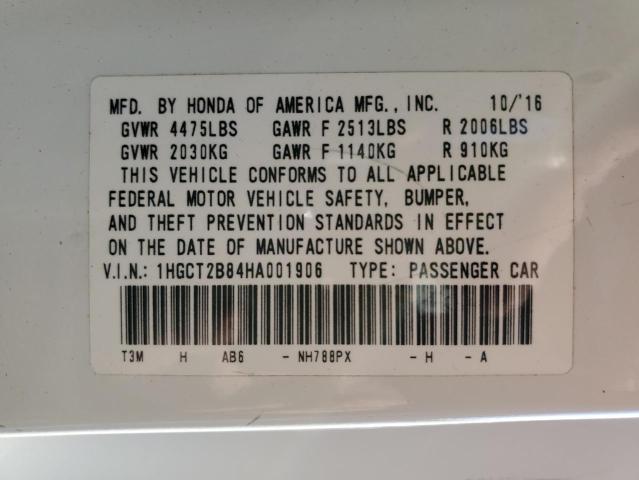 MFD. BY HONDA OF AMERICA MFG., INC. 10/'16
GVWR 4475LBS GAWR F 2513LBS R 2006LBS
GVWR 2030KG GAWR F 1140KG R 910KG
THIS VEHICLE CONFORMS TO ALL APPLICABLE
FEDERAL MOTOR VEHICLE SAFETY, BUMPER,
AND THEFT PREVENTION STANDARDS IN EFFECT
ON THE DATE OF MANUFACTURE SHOWN ABOVE.
V.I.N.: 1HGCT2B84HA001906 TYPE: PASSENGER CAR
T3M H AB6 - NH788PX - H - A